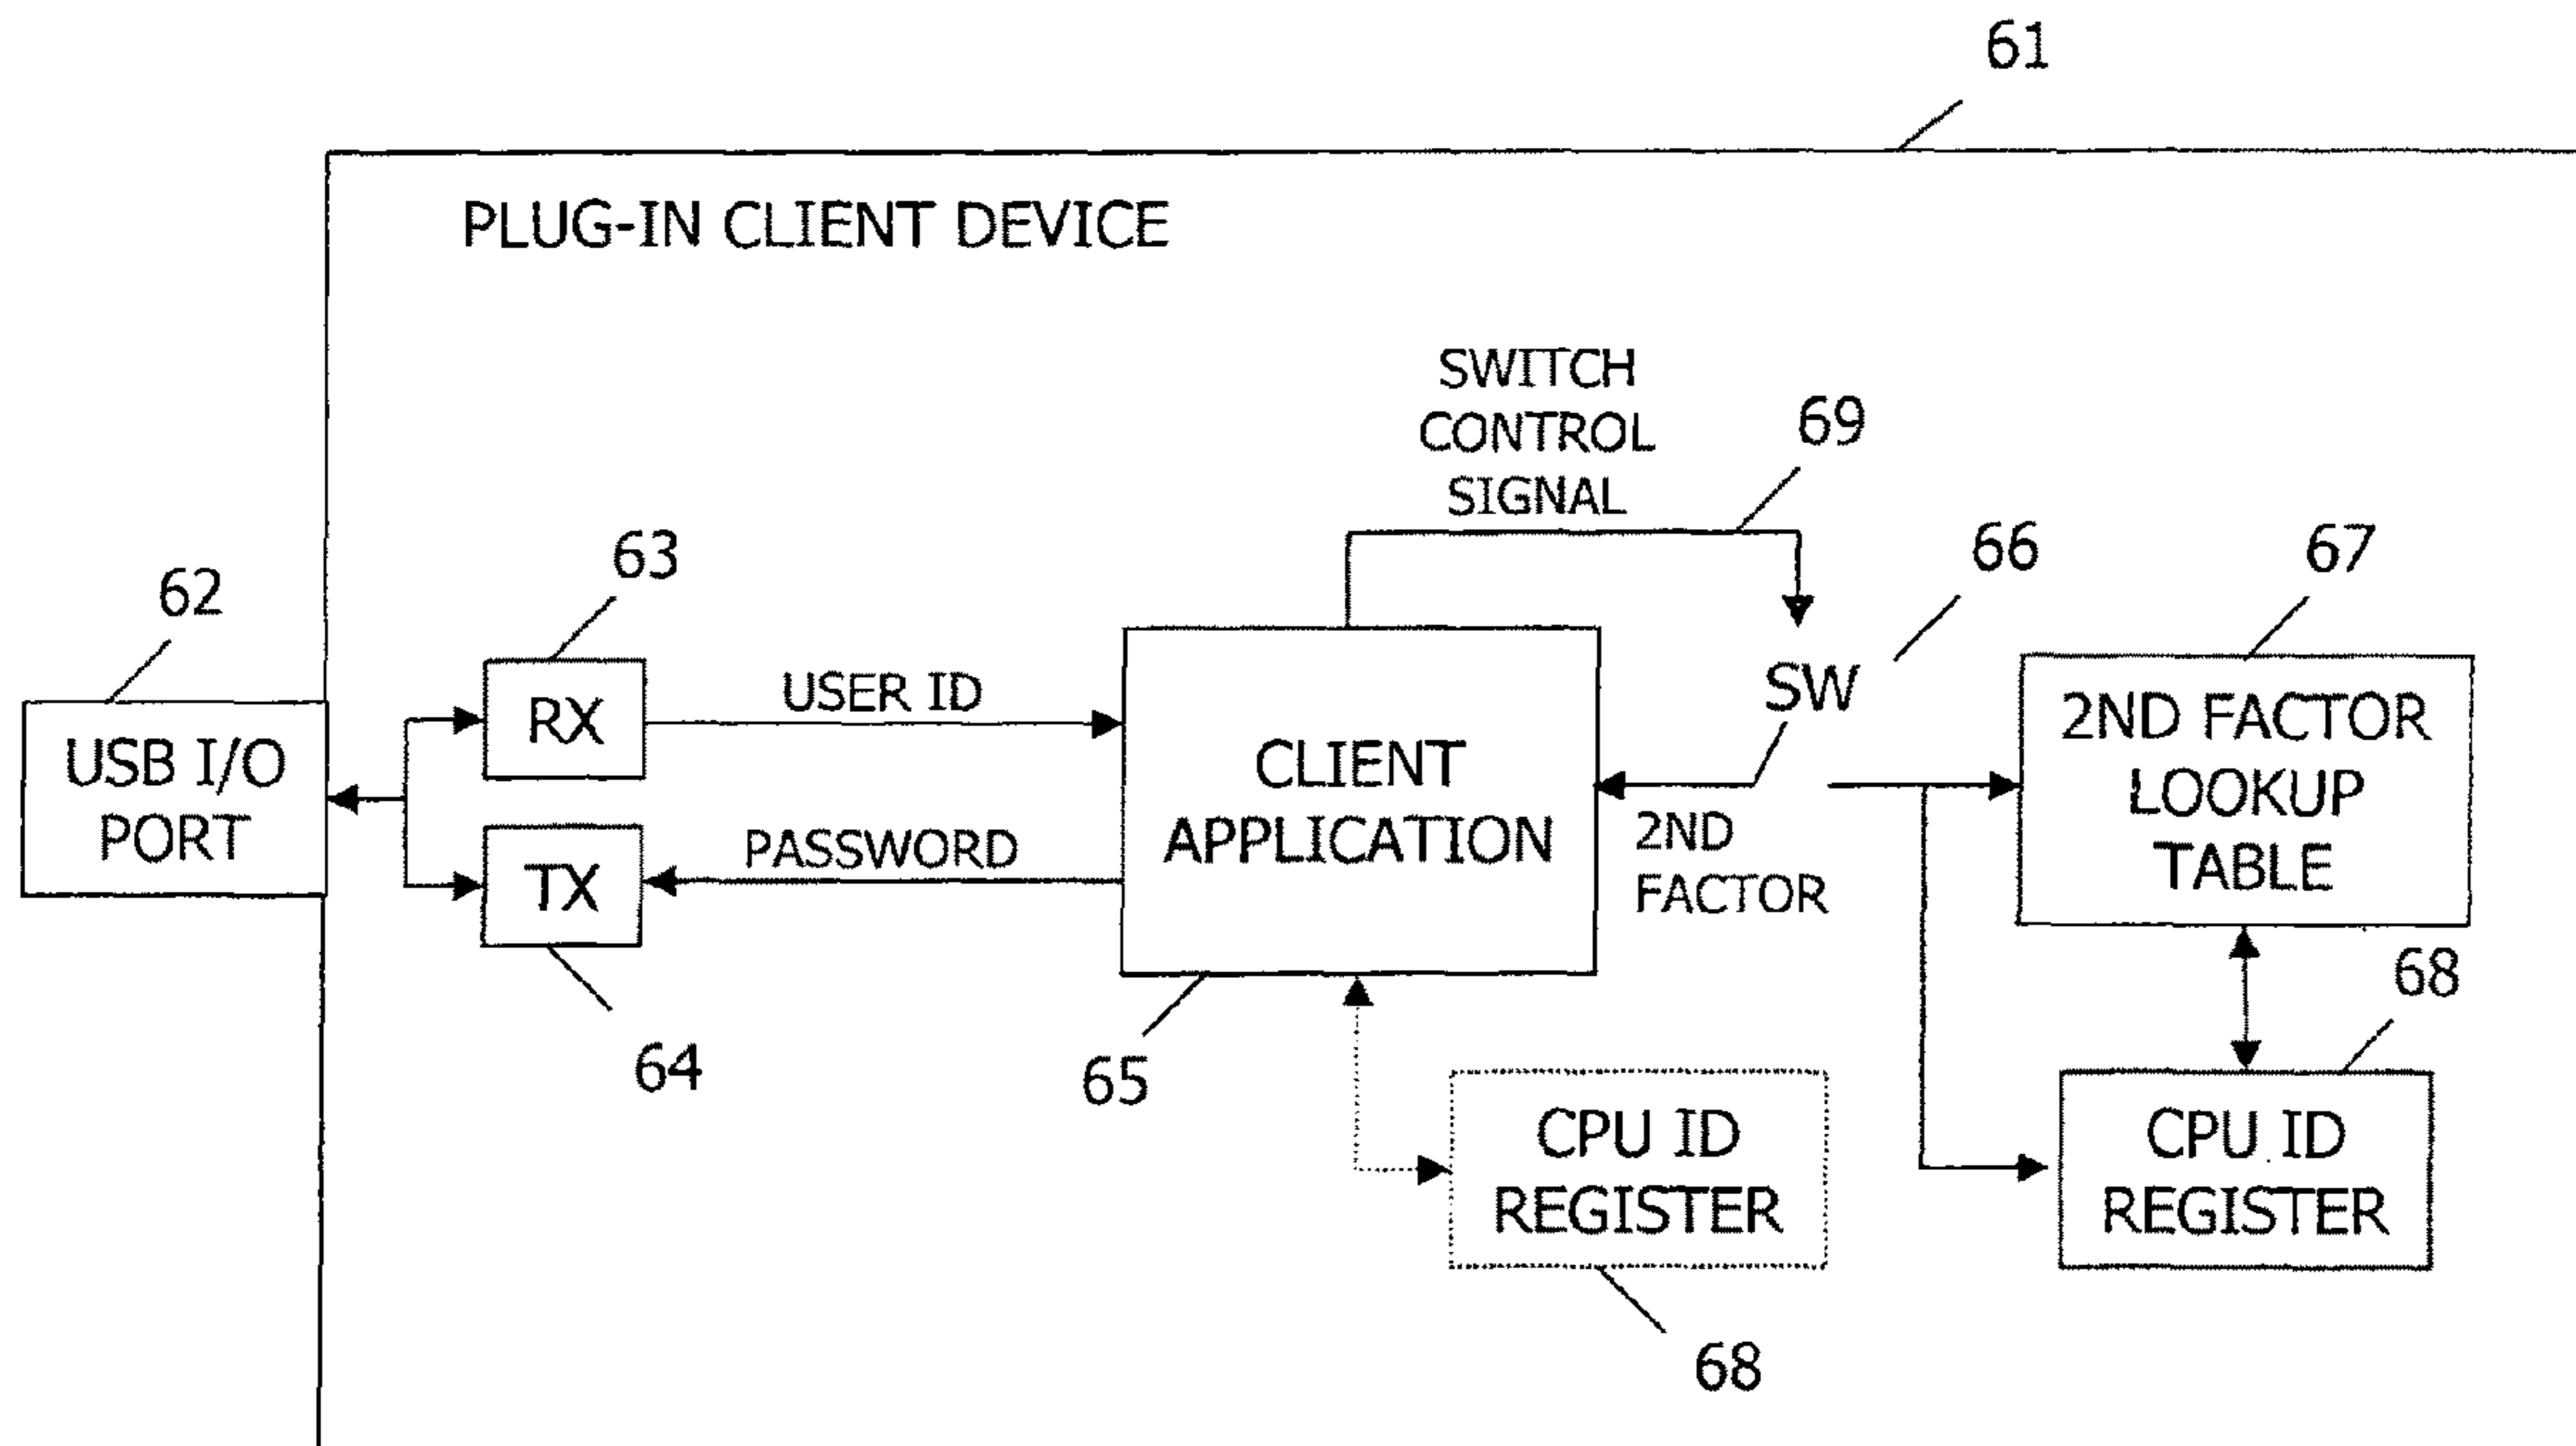 61
PLUG-IN CLIENT DEVICE
SWITCH
CONTROL
SIGNAL
69
66
67
62
63
USB I/O
PORT
RX
USER ID
TX
PASSWORD
64
CLIENT
APPLICATION
65
SW
2ND
FACTOR
2ND FACTOR
LOOKUP
TABLE
68
CPU ID
REGISTER
68
CPU ID
REGISTER